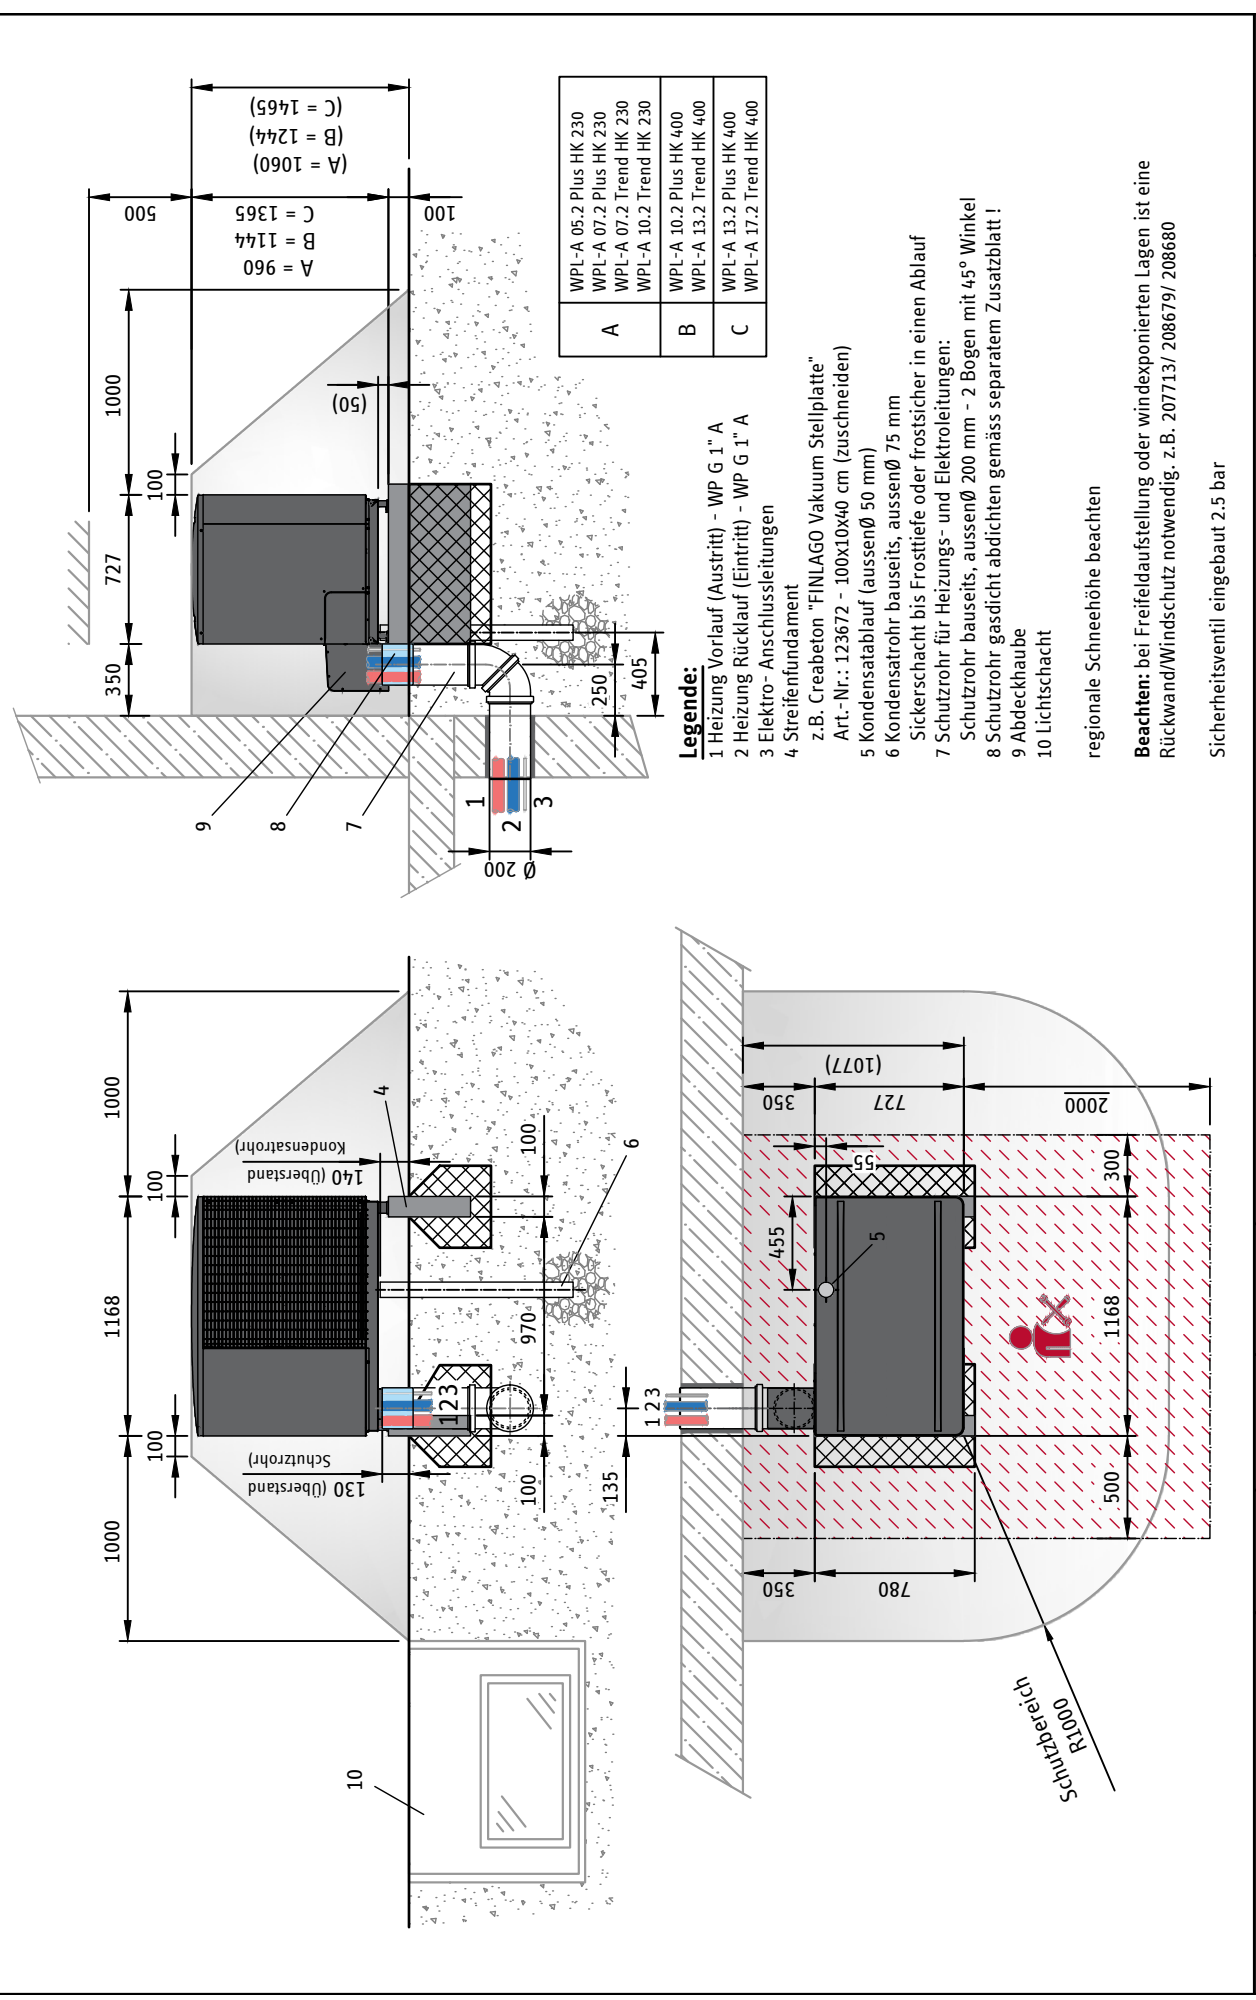 1000
100
1168
100
1000
130 (Überstand
Schutzrohr)
140 (Überstand
Kondensatrohr)
4
10
1 2 3
100
970
100
6
350
727
100
1000
500
A = 960
B = 1144
C = 1365
(A = 1060)
(B = 1244)
(C = 1465)
100
(50)
9
8
7
1
2
3
Ø 200
250
405
135
1 2 3
455
5
55
350
727
(1077)
2000
350
780
500
1168
300
Schutzbereich
R1000
A
WPL-A 05.2 Plus HK 230
WPL-A 07.2 Plus HK 230
WPL-A 07.2 Trend HK 230
WPL-A 10.2 Trend HK 230
B
WPL-A 10.2 Plus HK 400
WPL-A 13.2 Trend HK 400
C
WPL-A 13.2 Plus HK 400
WPL-A 17.2 Trend HK 400
Legende:
1 Heizung Vorlauf (Austritt) - WP G 1" A
2 Heizung Rücklauf (Eintritt) - WP G 1" A
3 Elektro- Anschlussleitungen
4 Streifenfundament
z.B. Creabeton "FINLAGO Vakuum Stellplatte"
Art.-Nr.: 123672 - 100x10x40 cm (zuschneiden)
5 Kondensatablauf (aussenØ 50 mm)
6 Kondensatrohr bauseits, aussenØ 75 mm
Sickerschacht bis Frosttiefe oder frostsicher in einen Ablauf
7 Schutzrohr für Heizungs- und Elektroleitungen:
Schutzrohr bauseits, aussenØ 200 mm - 2 Bogen mit 45° Winkel
8 Schutzrohr gasdicht abdichten gemäss separatem Zusatzblatt !
9 Abdeckhaube
10 Lichtschacht
regionale Schneehöhe beachten
Beachten: bei Freifeldaufstellung oder windexponierten Lagen ist eine
Rückwand/Windschutz notwendig. z.B. 207713/ 208679/ 208680
Sicherheitsventil eingebaut 2.5 bar